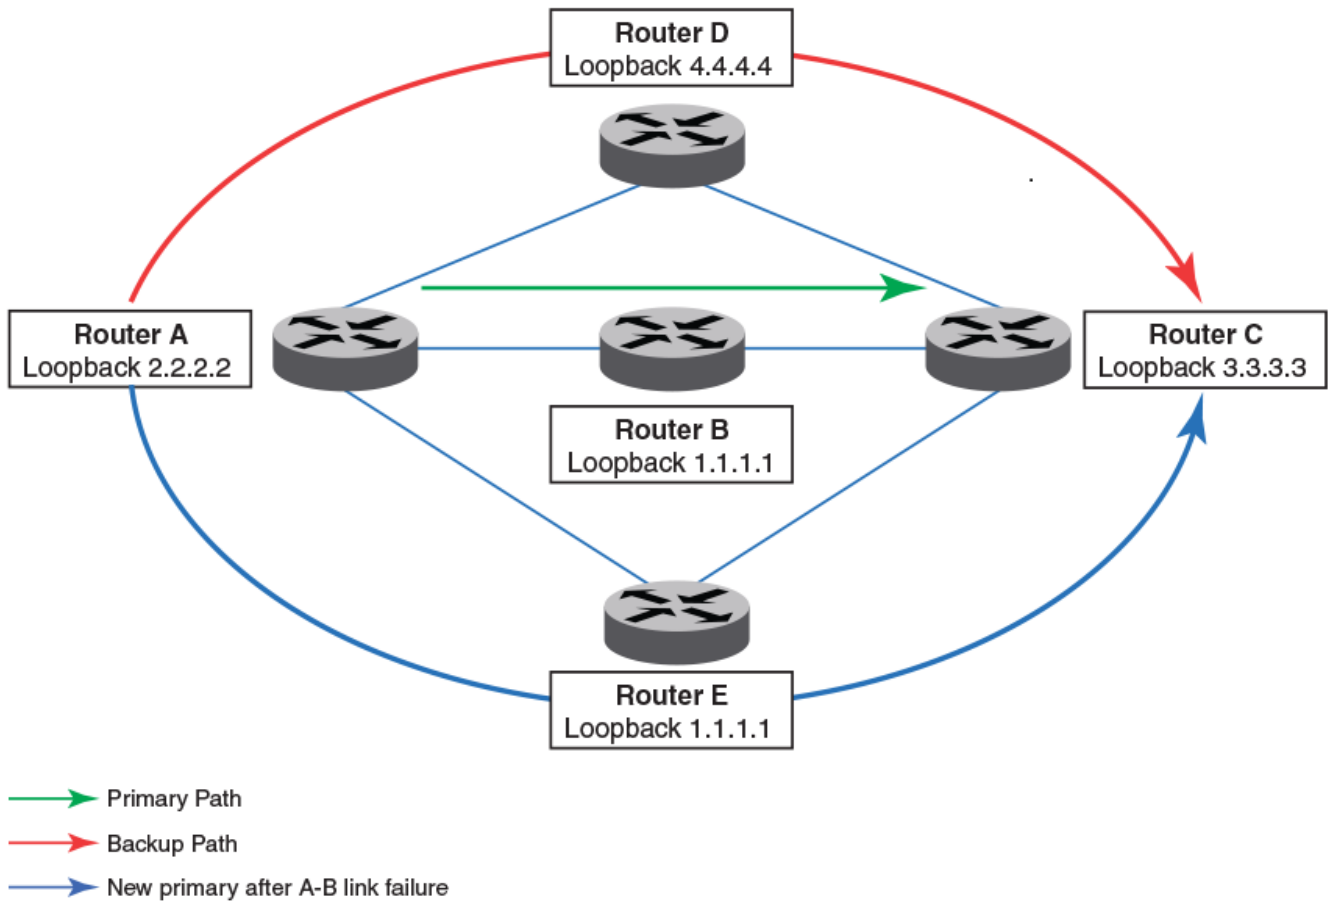 Router D
Loopback 4.4.4.4
Router A
Loopback 2.2.2.2
Router C
Loopback 3.3.3.3
Router B
Loopback 1.1.1.1
Router E
Loopback 1.1.1.1
Primary Path
Backup Path
New primary after A-B link failure